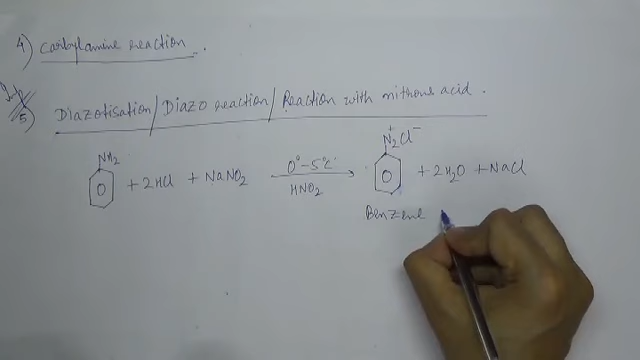 4) Carbylamine reaction.
5) Diazotisation/Diazo reaction/Reaction with nithous acid.
NH2 N2+Cl-
+ 2HCl + NaNO2 0°-5°C HNO2 + 2H2O + NaCl
Benzene